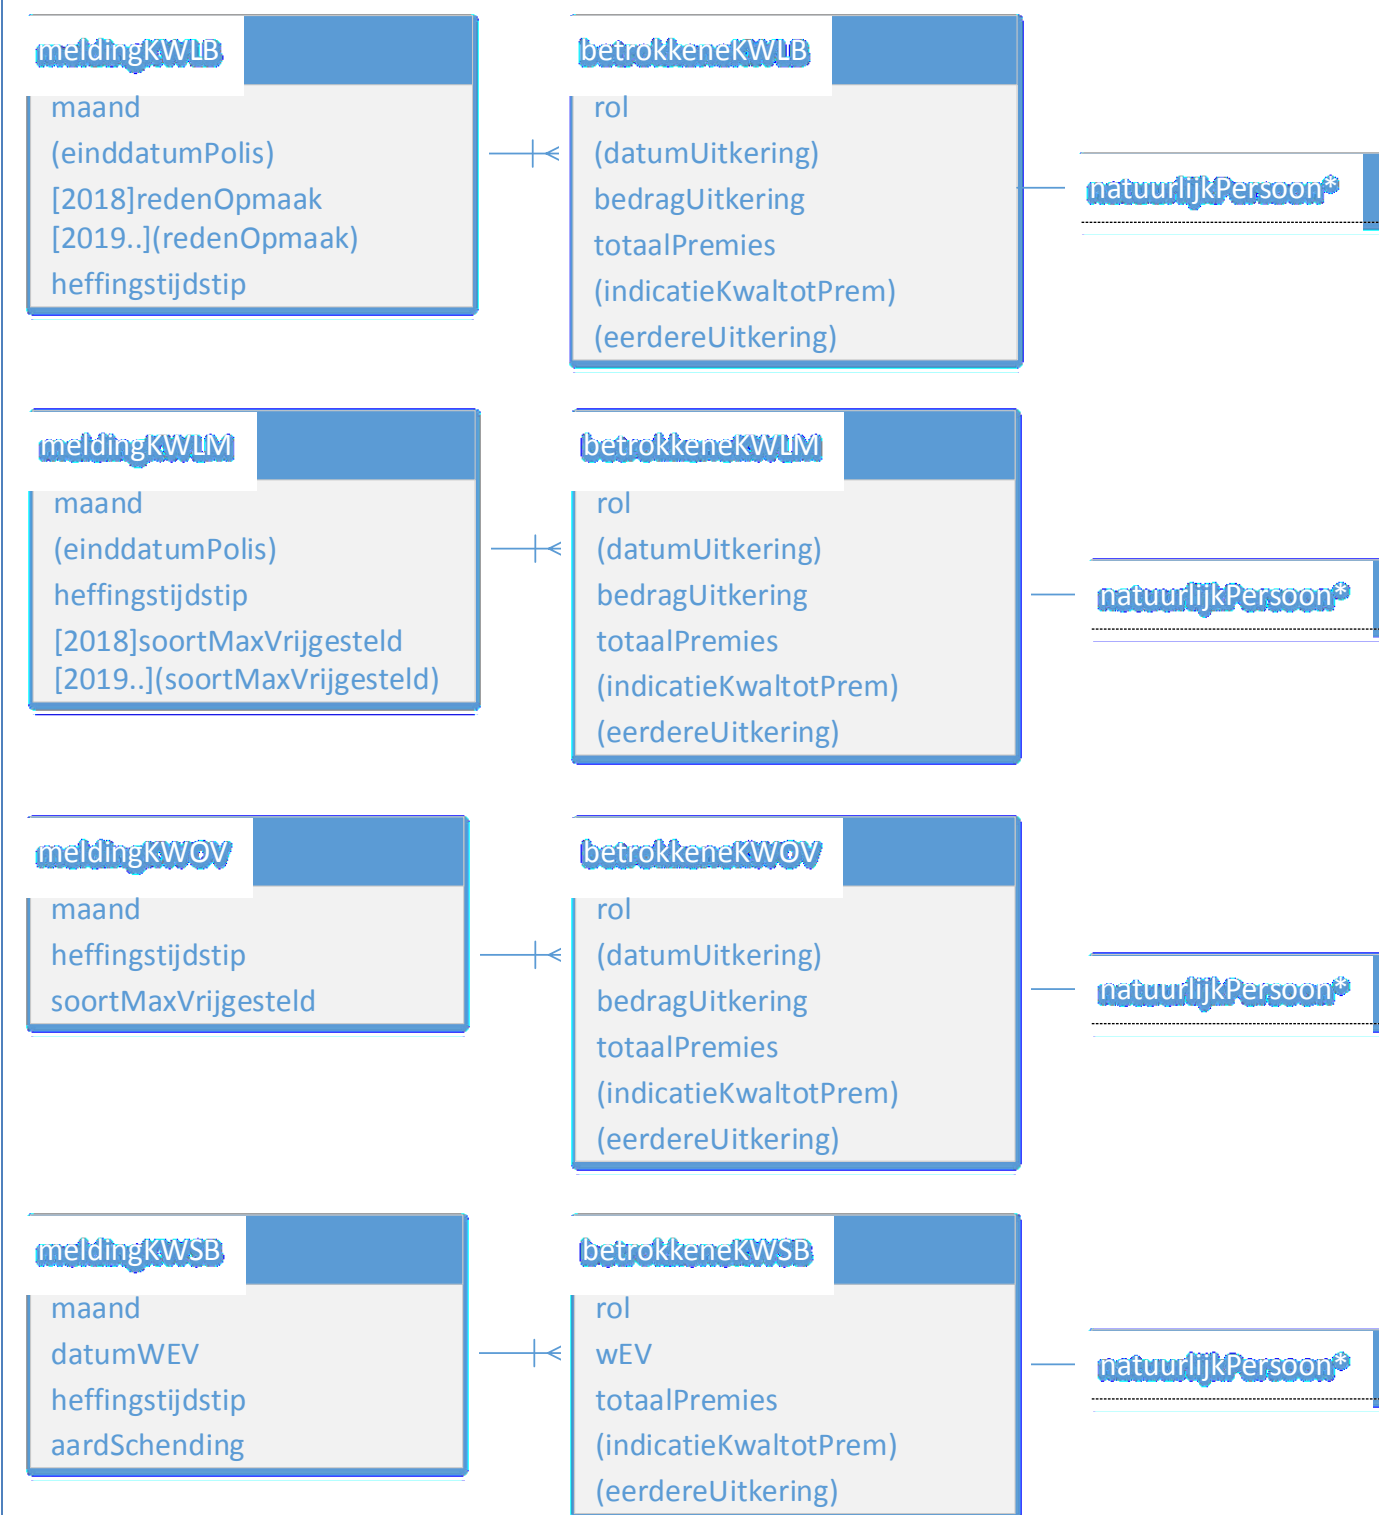 meldingKWLB
maand
(einddatumPolis)
[2018]redenOpmaak
[2019..](redenOpmaak)
heffingstijdstip
betrokkeneKWLB
rol
(datumUitkering)
bedragUitkering
totaalPremies
(indicatieKwaltotPrem)
(eerdereUitkering)
natuurlijkPersoon*
meldingKWLM
maand
(einddatumPolis)
heffingstijdstip
[2018]soortMaxVrijgesteld
[2019..](soortMaxVrijgesteld)
betrokkeneKWLM
rol
(datumUitkering)
bedragUitkering
totaalPremies
(indicatieKwaltotPrem)
(eerdereUitkering)
natuurlijkPersoon*
meldingKWOV
maand
heffingstijdstip
soortMaxVrijgesteld
betrokkeneKWOV
rol
(datumUitkering)
bedragUitkering
totaalPremies
(indicatieKwaltotPrem)
(eerdereUitkering)
natuurlijkPersoon*
meldingKWSB
maand
datumWEV
heffingstijdstip
aardSchending
betrokkeneKWSB
rol
wEV
totaalPremies
(indicatieKwaltotPrem)
(eerdereUitkering)
natuurlijkPersoon*